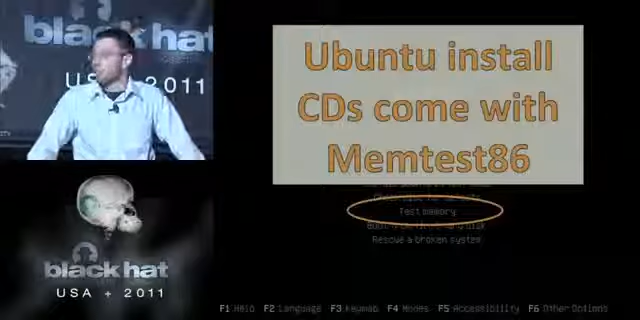 black hat
USA + 2011
Ubuntu install
CDs come with
Memtest86
Test memory
Rescue a broken system
black hat
USA + 2011
F1 Help F2 Language F3 Keymap F4 Modes F5 Accessibility F6 Other Options